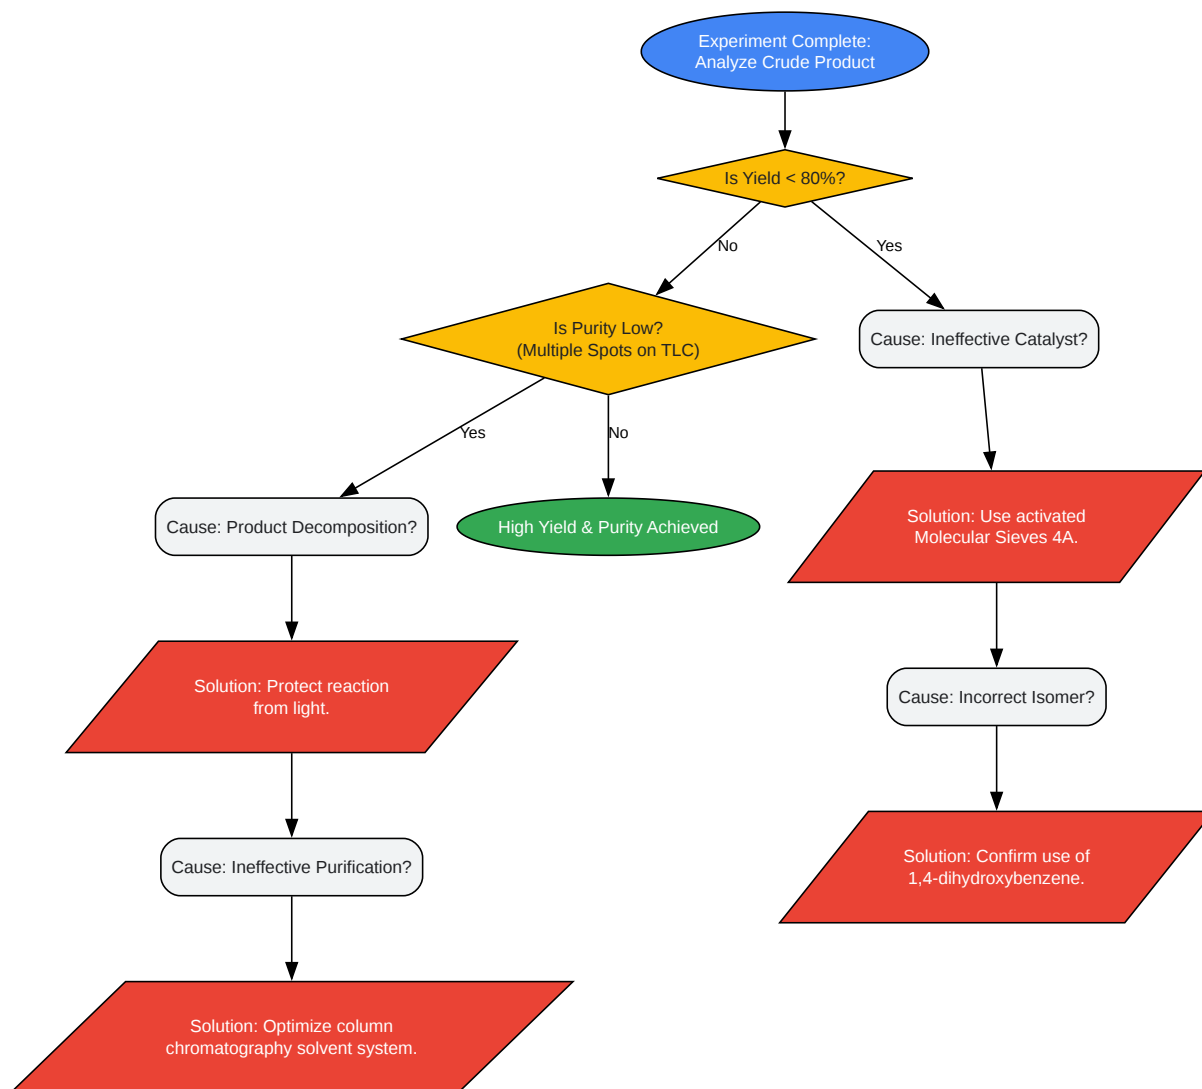 Experiment Complete:
Analyze Crude Product
Is Yield < 80%?
No
Yes
Is Purity Low?
(Multiple Spots on TLC)
Cause: Ineffective Catalyst?
Yes
No
Cause: Product Decomposition?
High Yield & Purity Achieved
Solution: Use activated
Molecular Sieves 4A.
Solution: Protect reaction
from light.
Cause: Incorrect Isomer?
Cause: Ineffective Purification?
Solution: Confirm use of
1,4-dihydroxybenzene.
Solution: Optimize column
chromatography solvent system.